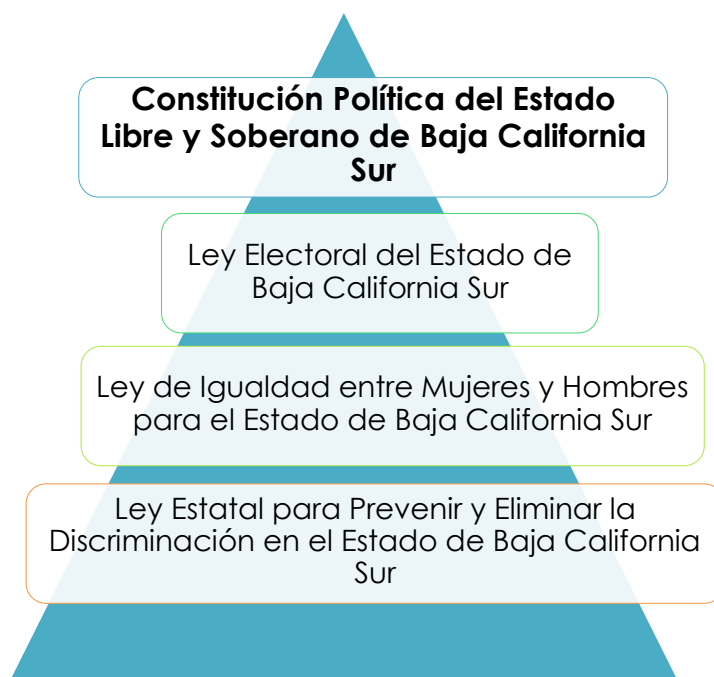 Constitución Política del Estado
Libre y Soberano de Baja California
Sur
Ley Electoral del Estado de
Baja California Sur
Ley de Igualdad entre Mujeres y Hombres
para el Estado de Baja California Sur
Ley Estatal para Prevenir y Eliminar la
Discriminación en el Estado de Baja California
Sur